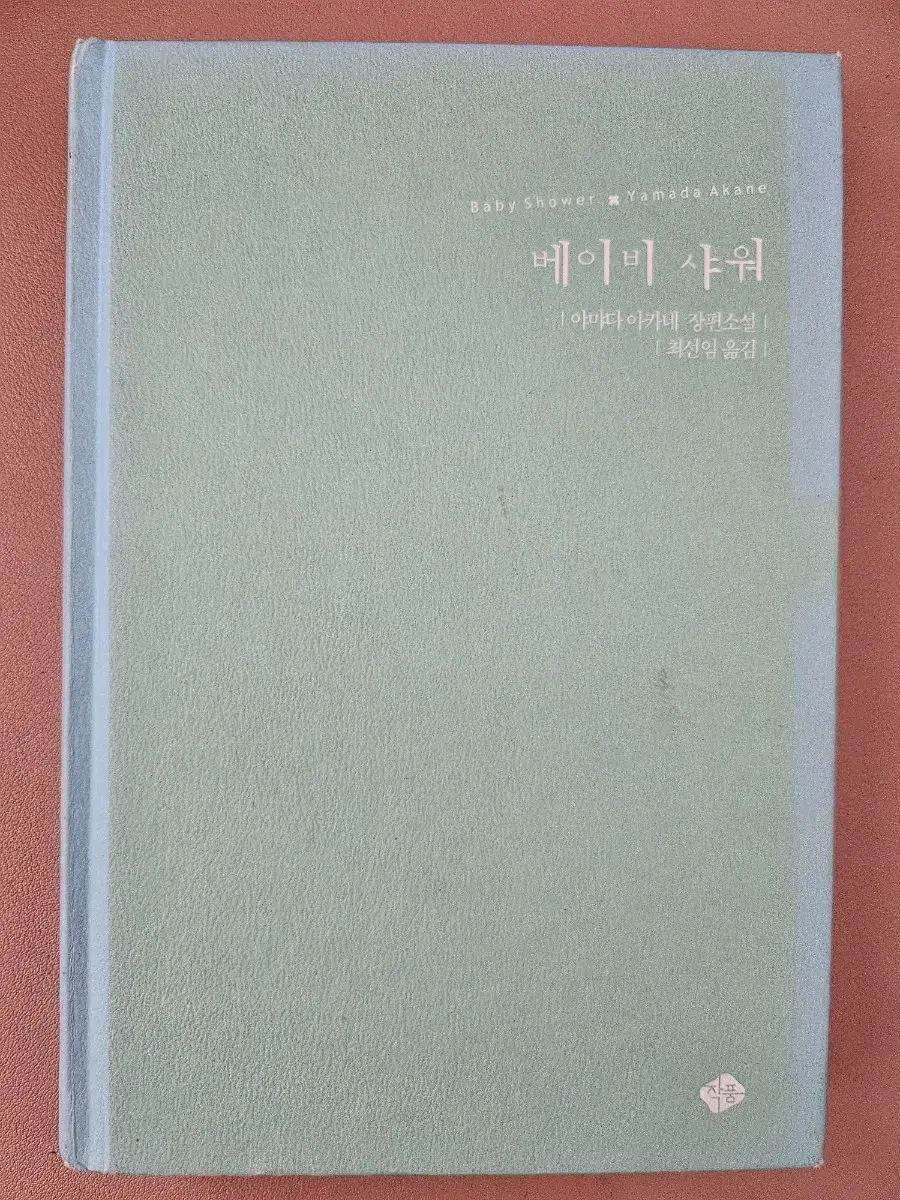 Baby Shower ✖ Yamada Akane
베이비 샤워
| 야마다 아카네 장편소설 |
| 최선임 옮김 |
작품